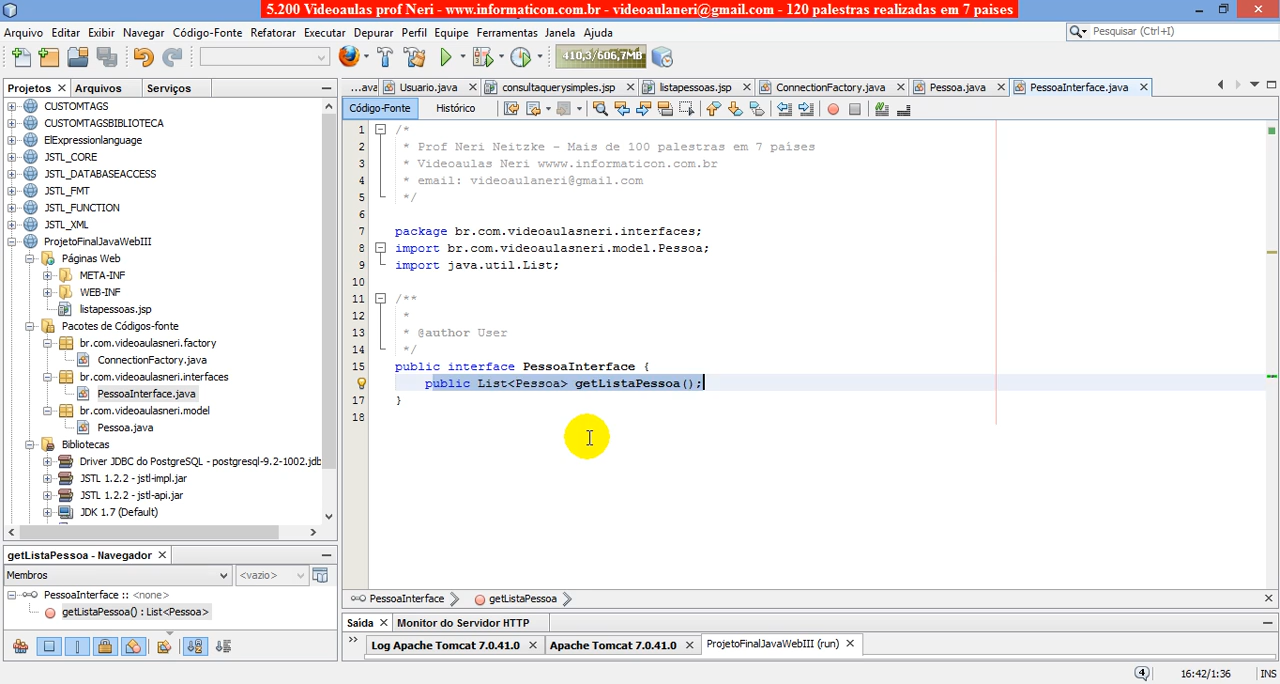 5.200 Videoaulas prof Neri - www.informaticon.com.br - videoaulaneri@gmail.com - 120 palestras realizadas em 7 paises
Arquivo Editar Exibir Navegar Código-Fonte Refatorar Executar Depurar Perfil Equipe Ferramentas Janela Ajuda
Pesquisar (Ctrl+I)
410,3/606,7MB
Projetos Arquivos Serviços
...ava Usuario.java consultaquerysimples.jsp listapessoas.jsp ConnectionFactory.java Pessoa.java PessoaInterface.java
Código-Fonte Histórico
CUSTOMTAGS
CUSTOMTAGSBIBLIOTECA
ElExpressionlanguage
JSTL_CORE
JSTL_DATABASEACCESS
JSTL_FMT
JSTL_FUNCTION
JSTL_XML
ProjetoFinalJavaWebIII
Páginas Web
META-INF
WEB-INF
listapessoas.jsp
Pacotes de Códigos-fonte
br.com.videoaulasneri.factory
ConnectionFactory.java
br.com.videoaulasneri.interfaces
PessoaInterface.java
br.com.videoaulasneri.model
Pessoa.java
Bibliotecas
Driver JDBC do PostgreSQL - postgresql-9.2-1002.jdb
JSTL 1.2.2 - jstl-impl.jar
JSTL 1.2.2 - jstl-api.jar
JDK 1.7 (Default)
1 /*
2 * Prof Neri Neitzke - Mais de 100 palestras em 7 países
3 * Videoaulas Neri www.informaticon.com.br
4 * email: videoaulaneri@gmail.com
5 */
6
7 package br.com.videoaulasneri.interfaces;
8 import br.com.videoaulasneri.model.Pessoa;
9 import java.util.List;
10
11 /**
12 *
13 * @author User
14 */
15 public interface PessoaInterface {
16 public List<Pessoa> getListaPessoa();
17 }
18
getListaPessoa - Navegador
Membros <vazio>
PessoaInterface :: <none>
getListaPessoa() : List<Pessoa>
PessoaInterface getListaPessoa
Saída Monitor do Servidor HTTP
Log Apache Tomcat 7.0.41.0 Apache Tomcat 7.0.41.0 ProjetoFinalJavaWebIII (run)
4 16:42/1:36 INS